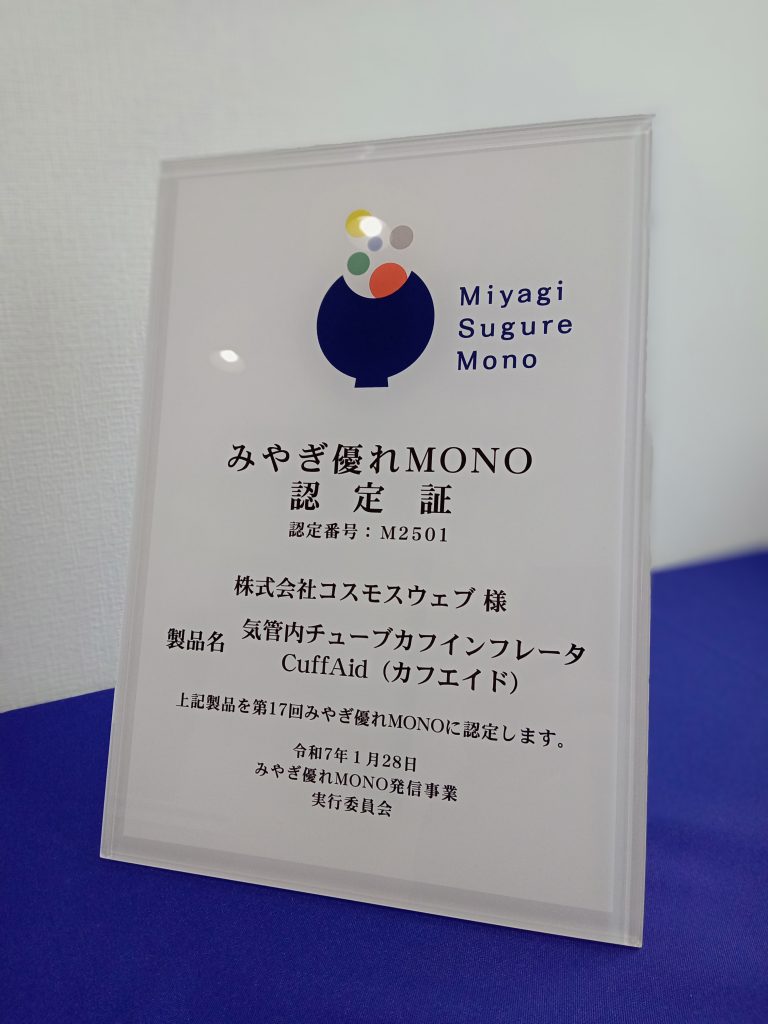 Miyagi
Sugure
Mono
みやぎ優れMONO
認 定 証
認定番号：M2501
株式会社コスモスウェブ 様
製品名 気管内チューブカフインフレータ
CuffAid（カフエイド）
上記製品を第17回みやぎ優れMONOに認定します。
令和7年１月28日
みやぎ優れMONO発信事業
実行委員会